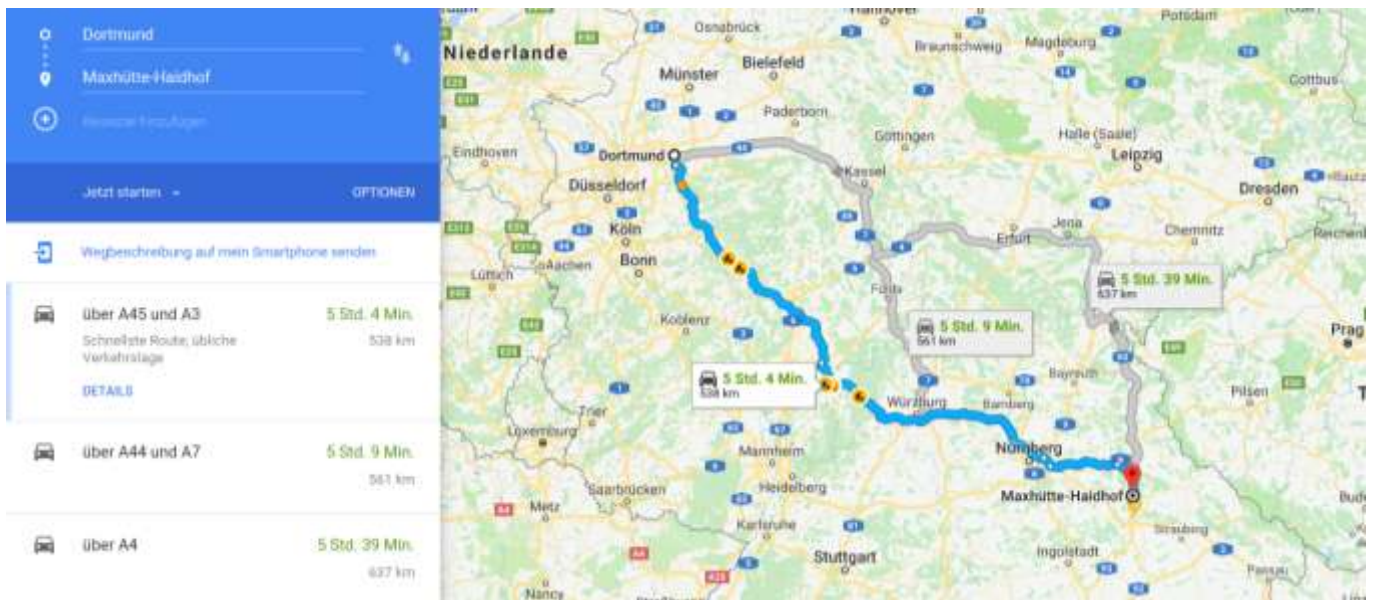 Dortmund
Maxhütte-Haidhof
Reiseziel hinzufügen
Jetzt starten
OPTIONEN
Wegbeschreibung auf mein Smartphone senden
über A45 und A3
5 Std. 4 Min.
Schnellste Route, übliche
Verkehrslage
538 km
DETAILS
über A44 und A7
5 Std. 9 Min.
561 km
über A4
5 Std. 39 Min.
637 km
Osnabrück
Hannover
Potsdam
Niederlande
Braunschweig
Magdeburg
Bielefeld
Münster
Cottbus
Paderborn
Göttingen
Halle (Saale)
Eindhoven
Dortmund
Leipzig
Kassel
Düsseldorf
Dresden
Köln
Jena
Erfurt
Chemnitz
Bonn
Aachen
Lüttich
5 Std. 39 Min.
637 km
Fulda
Koblenz
5 Std. 9 Min.
561 km
Prag
5 Std. 4 Min.
538 km
Bayreuth
Pilsen
Würzburg
Bamberg
Trier
Luxemburg
Nürnberg
Mannheim
Saarbrücken
Heidelberg
Maxhütte-Haidhof
Metz
Karlsruhe
Straubing
Stuttgart
Ingolstadt
Passau
Nancy